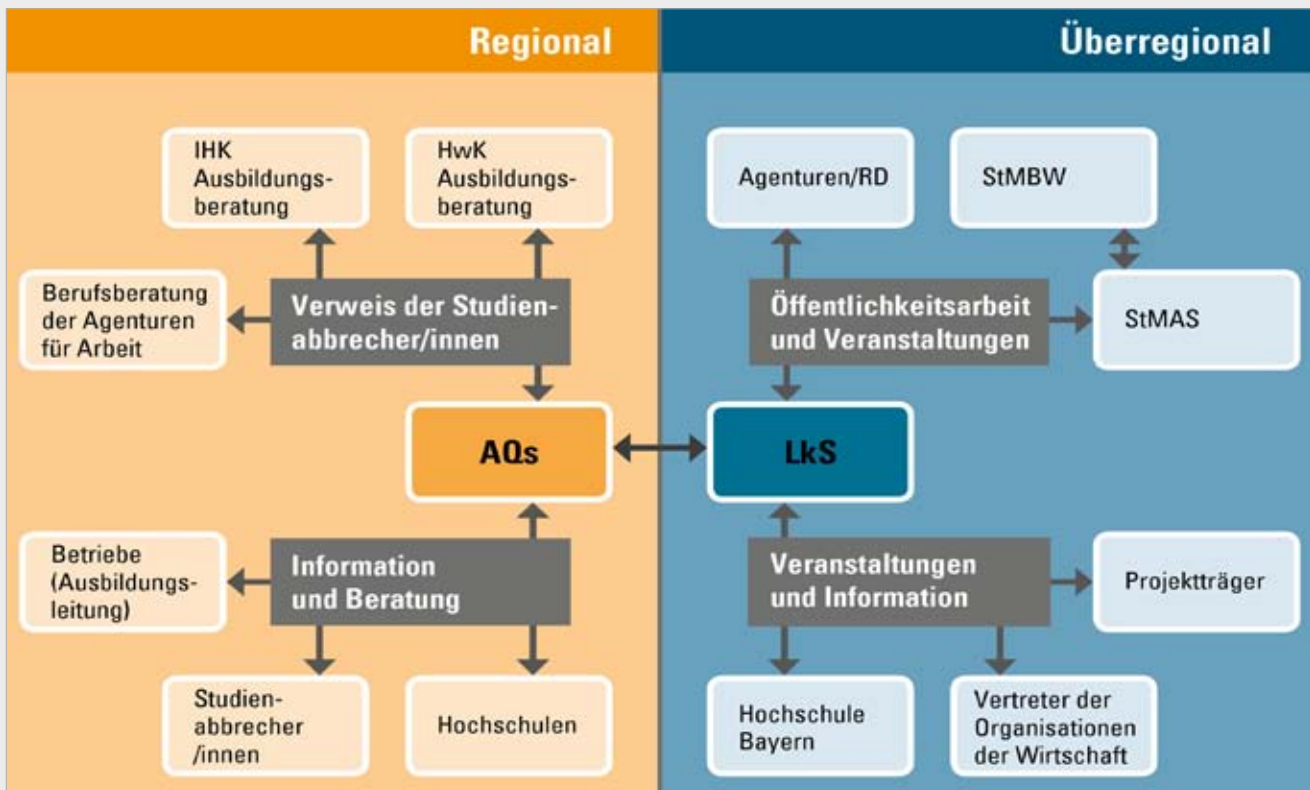 Regional
Überregional
IHK
Ausbildungs-
beratung
HwK
Ausbildungs-
beratung
Berufsberatung
der Agenturen
für Arbeit
Verweis der Studien-
abbrecher/innen
AQs
Betriebe
(Ausbildungs-
leitung)
Information
und Beratung
Studien-
abbrecher
/innen
Hochschulen
Agenturen/RD
StMBW
Öffentlichkeitsarbeit
und Veranstaltungen
StMAS
LkS
Veranstaltungen
und Information
Projektträger
Hochschule
Bayern
Vertreter der
Organisationen
der Wirtschaft